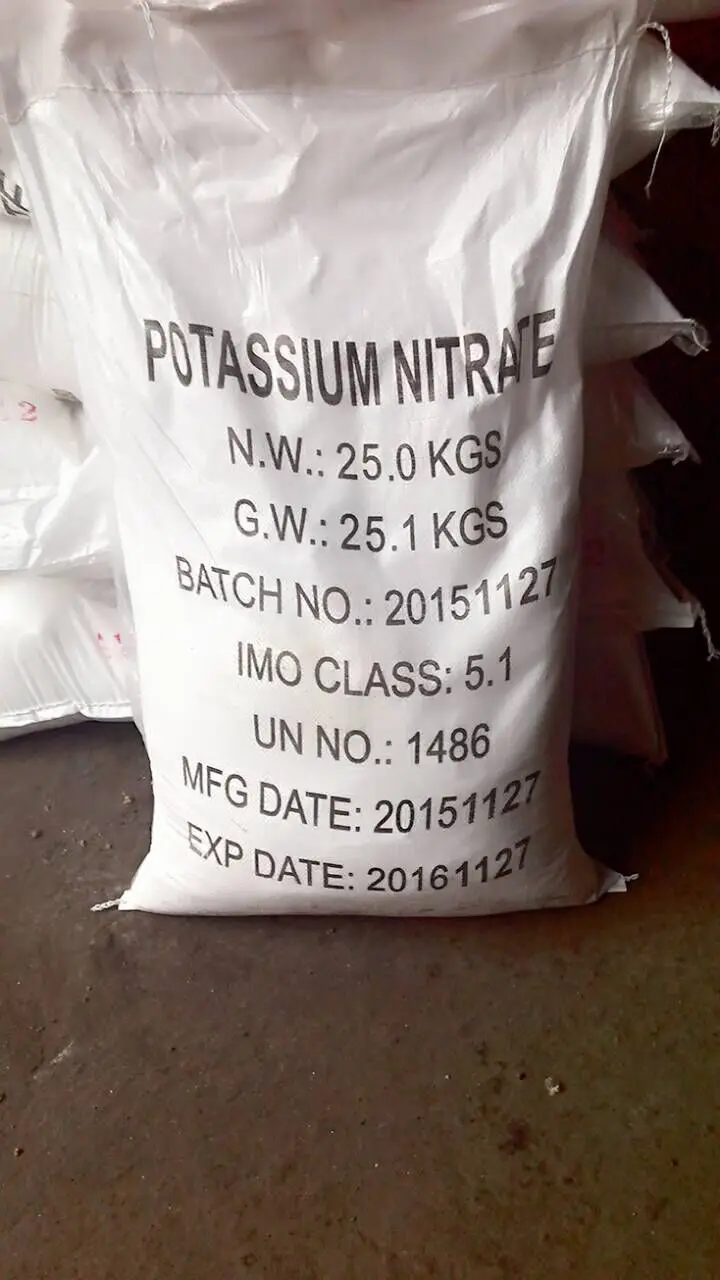 POTASSIUM NITRATE
N.W.: 25.0 KGS
G.W.: 25.1 KGS
BATCH NO.: 20151127
IMO CLASS: 5.1
UN NO.: 1486
MFG DATE: 20151127
EXP DATE: 20161127